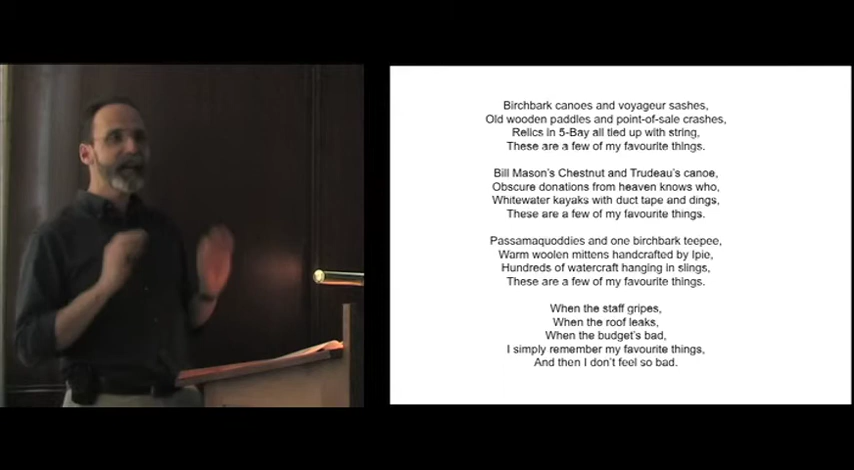 Birchbark canoes and voyageur sashes,
Old wooden paddles and point-of-sale crashes,
Relics in 5-Bay all tied up with string,
These are a few of my favourite things.
Bill Mason's Chestnut and Trudeau's canoe,
Obscure donations from heaven knows who,
Whitewater kayaks with duct tape and dings,
These are a few of my favourite things.
Passamaquoddies and one birchbark teepee,
Warm woolen mittens handcrafted by Ipie,
Hundreds of watercraft hanging in slings,
These are a few of my favourite things.
When the staff gripes,
When the roof leaks,
When the budget's bad,
I simply remember my favourite things,
And then I don't feel so bad.